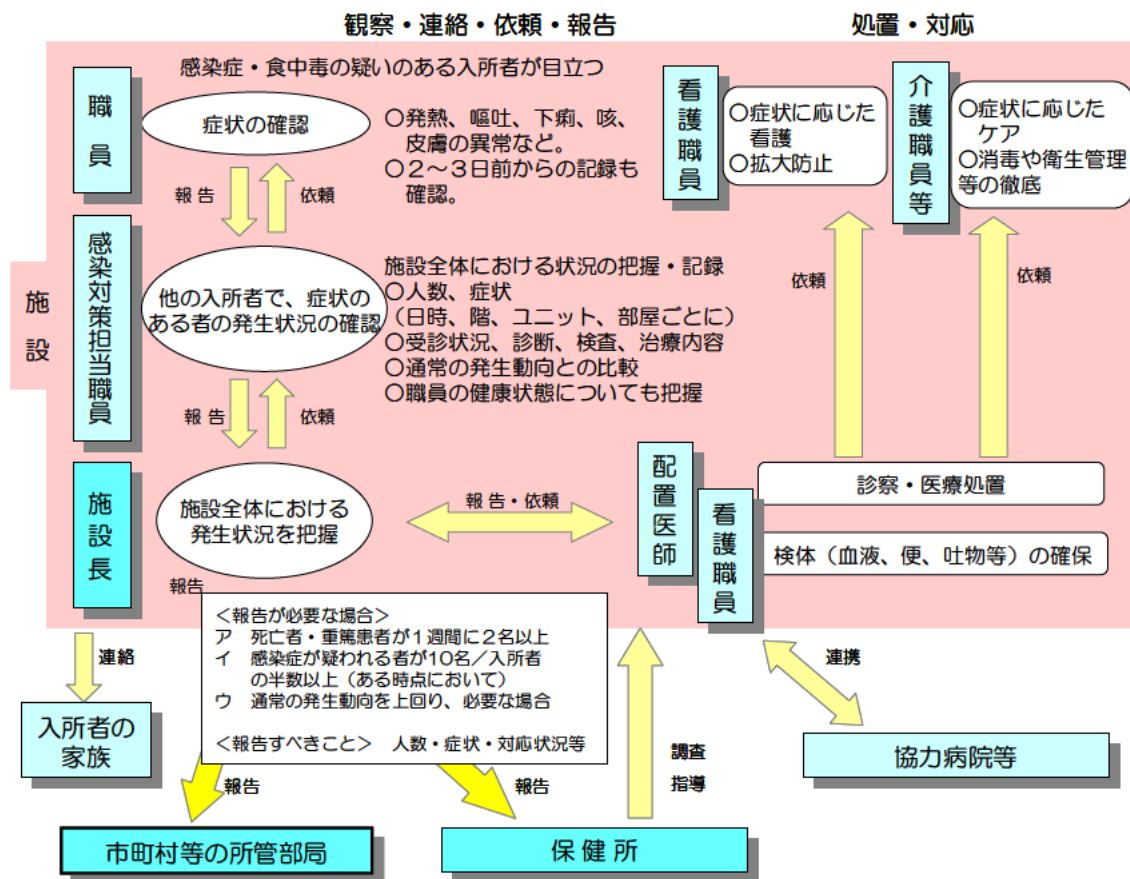 観察・連絡・依頼・報告
処置・対応
施設
職員
感染症・食中毒の疑いのある入所者が目立つ
症状の確認
○発熱、嘔吐、下痢、咳、
皮膚の異常など。
○２～３日前からの記録も
確認。
報告
依頼
感染対策担当職員
他の入所者で、症状の
ある者の発生状況の確認
施設全体における状況の把握・記録
○人数、症状
（日時、階、ユニット、部屋ごとに）
○受診状況、診断、検査、治療内容
○通常の発生動向との比較
○職員の健康状態についても把握
報告
依頼
施設長
施設全体における
発生状況を把握
報告・依頼
報告
看護職員
○症状に応じた
看護
○拡大防止
介護職員等
○症状に応じた
ケア
○消毒や衛生管理
等の徹底
依頼
依頼
配置医師
看護職員
診察・医療処置
検体（血液、便、吐物等）の確保
＜報告が必要な場合＞
ア　死亡者・重篤患者が１週間に２名以上
イ　感染症が疑われる者が10名／入所者
の半数以上（ある時点において）
ウ　通常の発生動向を上回り、必要な場合
＜報告すべきこと＞　人数・症状・対応状況等
連絡
入所者の
家族
報告
報告
調査
指導
連携
協力病院等
市町村等の所管部局
保健所